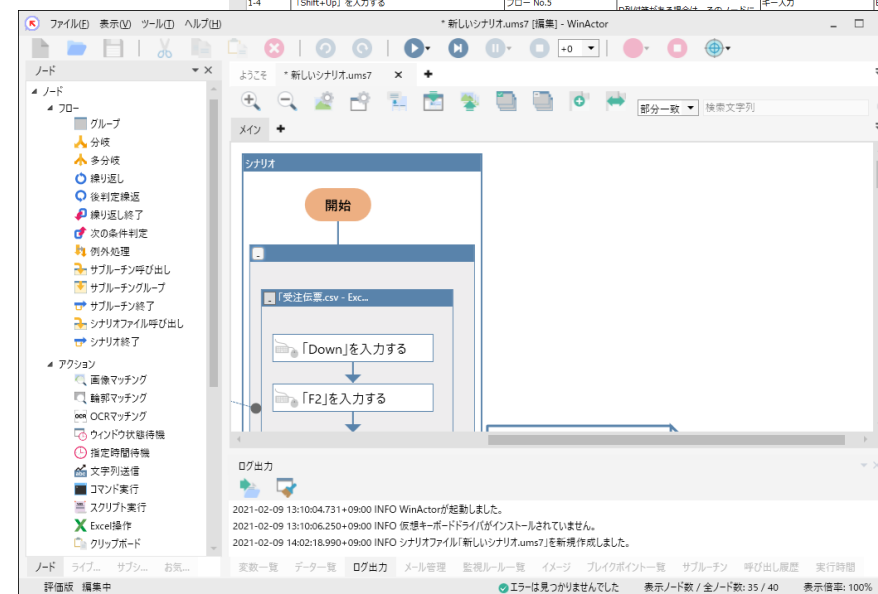 1-4 「Shift+Up」を入力する フロー No.5 キー入力
ファイル(F) 表示(V) ツール(T) ヘルプ(H) * 新しいシナリオ.ums7 [編集] - WinActor
+0
ノード
ようこそ * 新しいシナリオ.ums7
部分一致 検索文字列
メイン
ノード
フロー
グループ
分岐
多分岐
繰り返し
後判定繰返
繰り返し終了
次の条件判定
例外処理
サブルーチン呼び出し
サブルーチングループ
サブルーチン終了
シナリオファイル呼び出し
シナリオ終了
アクション
画像マッチング
輪郭マッチング
OCRマッチング
ウィンドウ状態待機
指定時間待機
文字列送信
コマンド実行
スクリプト実行
Excel操作
クリップボード
シナリオ
開始
「受注伝票.csv - Exc...
「Down」を入力する
「F2」を入力する
ログ出力
2021-02-09 13:10:04.731+09:00 INFO WinActorが起動しました。
2021-02-09 13:10:06.250+09:00 INFO 仮想キーボードドライバがインストールされていません。
2021-02-09 14:02:18.990+09:00 INFO シナリオファイル「新しいシナリオ.ums7」を新規作成しました。
ノード ライブ... サブシ... お気...
変数一覧 データ一覧 ログ出力 メール管理 監視ルール一覧 イメージ ブレイクポイント一覧 サブルーチン 呼び出し履歴 実行時間
評価版 編集中 エラーは見つかりませんでした 表示ノード数 / 全ノード数: 35 / 40 表示倍率: 100%